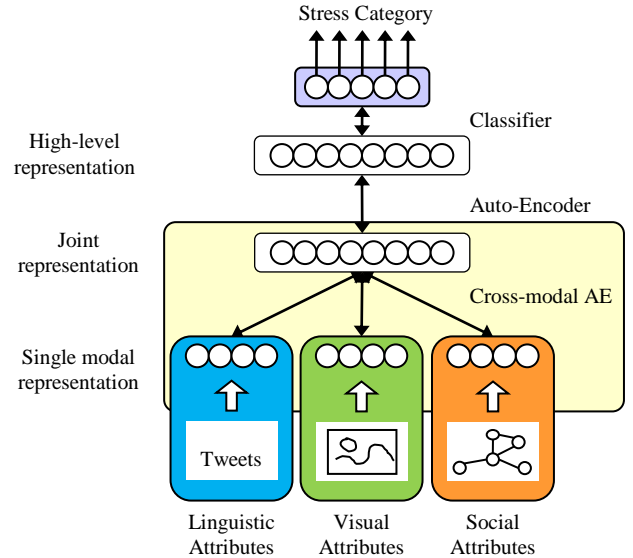 Stress Category
Classifier
High-level
representation
Auto-Encoder
Joint
representation
Cross-modal AE
Single modal
representation
Tweets
Linguistic
Attributes
Visual
Attributes
Social
Attributes